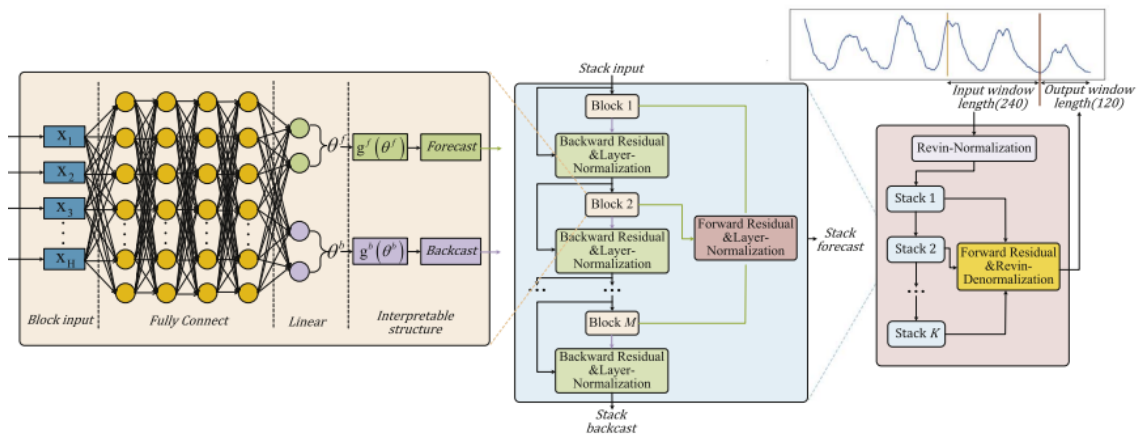 X₁
X₂
X₃
X_H
Block input
Fully Connect
Linear
Interpretable
structure
θᶠ
gᶠ(θᶠ)
Forecast
θᵇ
gᵇ(θᵇ)
Backcast
Stack input
Block 1
Backward Residual
&Layer-
Normalization
Block 2
Backward Residual
&Layer-
Normalization
...
Block M
Backward Residual
&Layer-
Normalization
Stack
backcast
Forward Residual
&Layer-
Normalization
Stack
forecast
Input window
length(240)
Output window
length(120)
Revin-Normalization
Stack 1
Stack 2
...
Stack K
Forward Residual
&Revin-
Denormalization